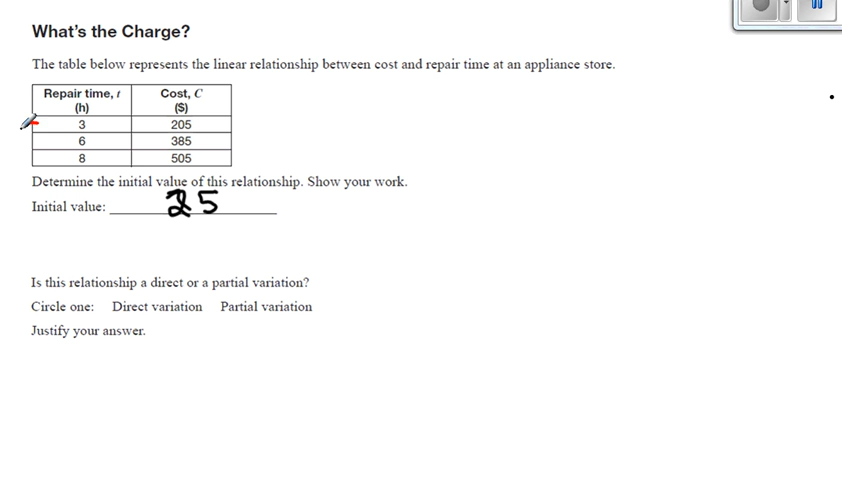 What's the Charge?
The table below represents the linear relationship between cost and repair time at an appliance store.
Repair time, t (h) Cost, C ($)
3 205
6 385
8 505
Determine the initial value of this relationship. Show your work.
Initial value: 25
Is this relationship a direct or a partial variation?
Circle one: Direct variation Partial variation
Justify your answer.